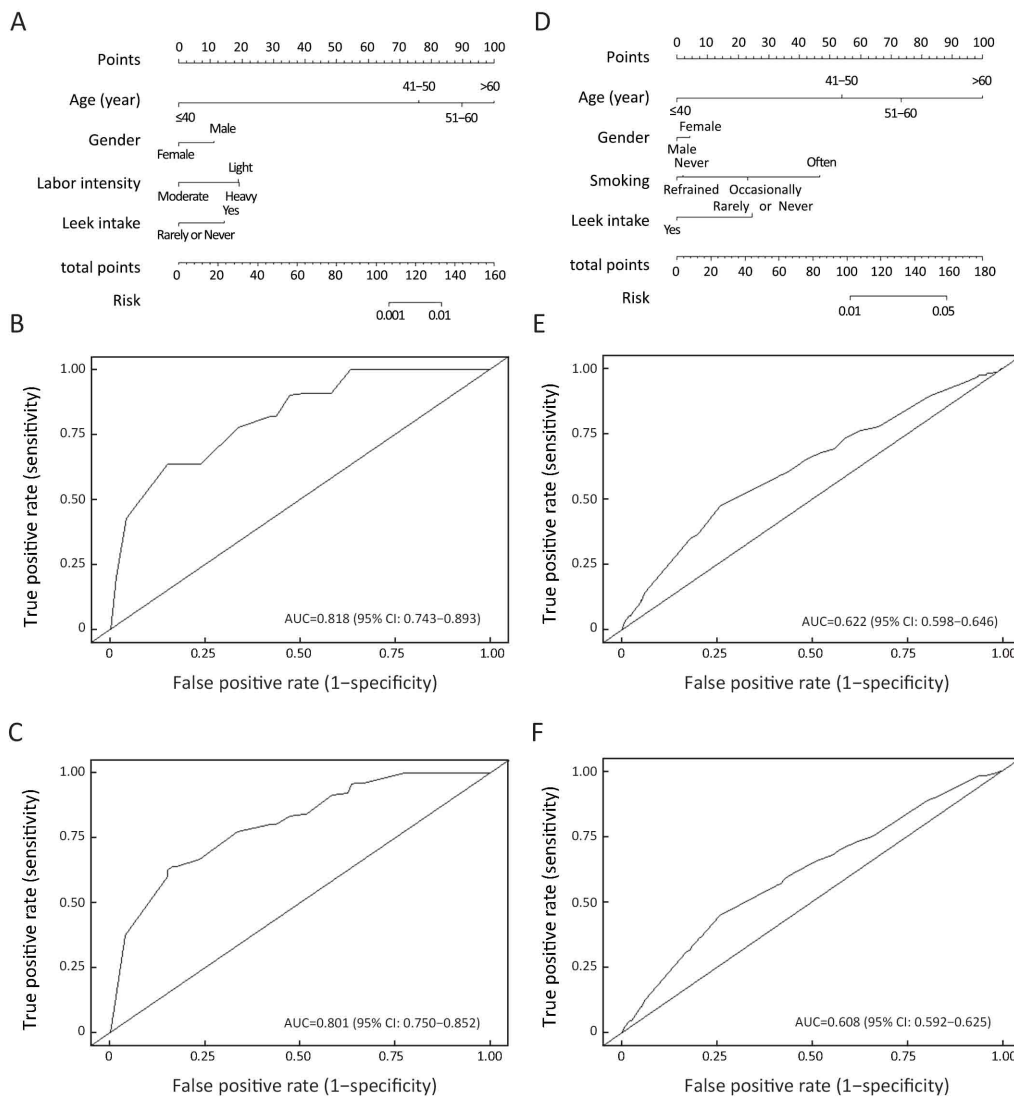 A
Points
0 10 20 30 40 50 60 70 80 90 100
41−50 >60
Age (year)
≤40 51−60
Male
Gender
Female
Light
Labor intensity
Moderate Heavy
Yes
Leek intake
Rarely or Never
total points
0 20 40 60 80 100 120 140 160
Risk
0.001 0.01
D
Points
0 10 20 30 40 50 60 70 80 90 100
41−50 >60
Age (year)
≤40 51−60
Female
Gender
Male
Never Often
Smoking
Refrained Occasionally
Rarely or Never
Leek intake
Yes
total points
0 20 40 60 80 100 120 140 160 180
Risk
0.01 0.05
B
True positive rate (sensitivity)
1.00
0.75
0.50
0.25
0
AUC=0.818 (95% CI: 0.743−0.893)
0 0.25 0.50 0.75 1.00
False positive rate (1−specificity)
E
True positive rate (sensitivity)
1.00
0.75
0.50
0.25
0
AUC=0.622 (95% CI: 0.598−0.646)
0 0.25 0.50 0.75 1.00
False positive rate (1−specificity)
C
True positive rate (sensitivity)
1.00
0.75
0.50
0.25
0
AUC=0.801 (95% CI: 0.750−0.852)
0 0.25 0.50 0.75 1.00
False positive rate (1−specificity)
F
True positive rate (sensitivity)
1.00
0.75
0.50
0.25
0
AUC=0.608 (95% CI: 0.592−0.625)
0 0.25 0.50 0.75 1.00
False positive rate (1−specificity)